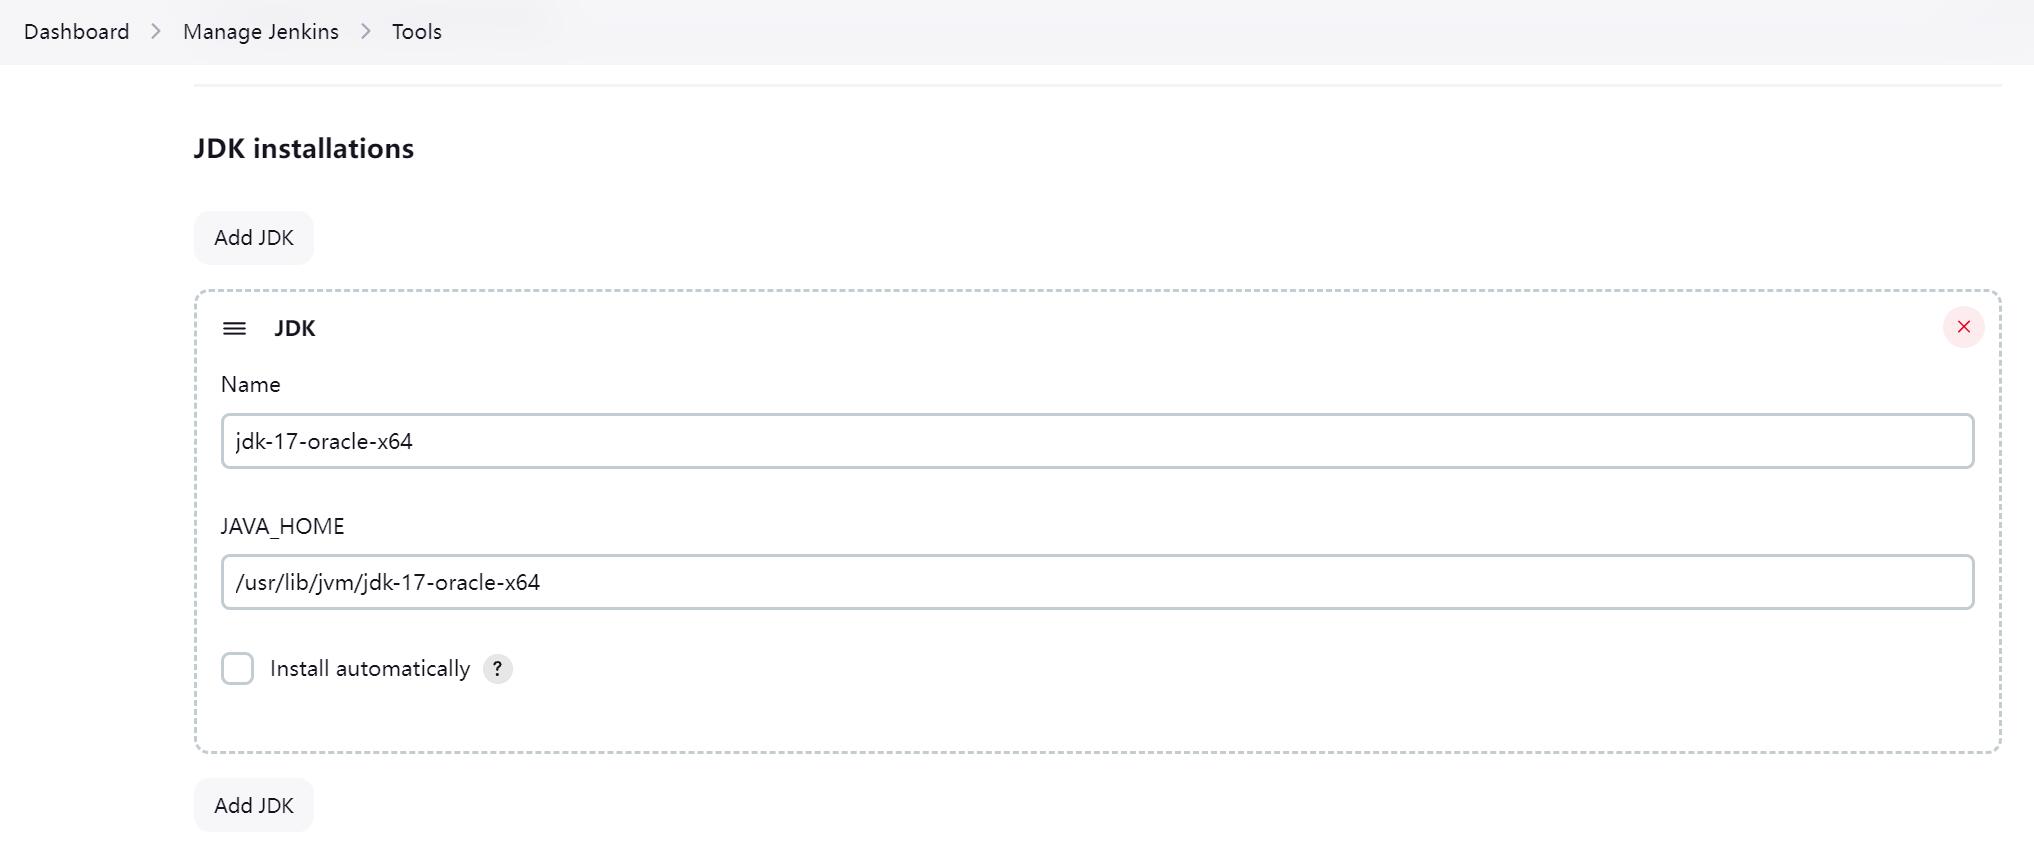 Dashboard > Manage Jenkins > Tools
JDK installations
Add JDK
JDK
Name
jdk-17-oracle-x64
JAVA_HOME
/usr/lib/jvm/jdk-17-oracle-x64
Install automatically ?
Add JDK